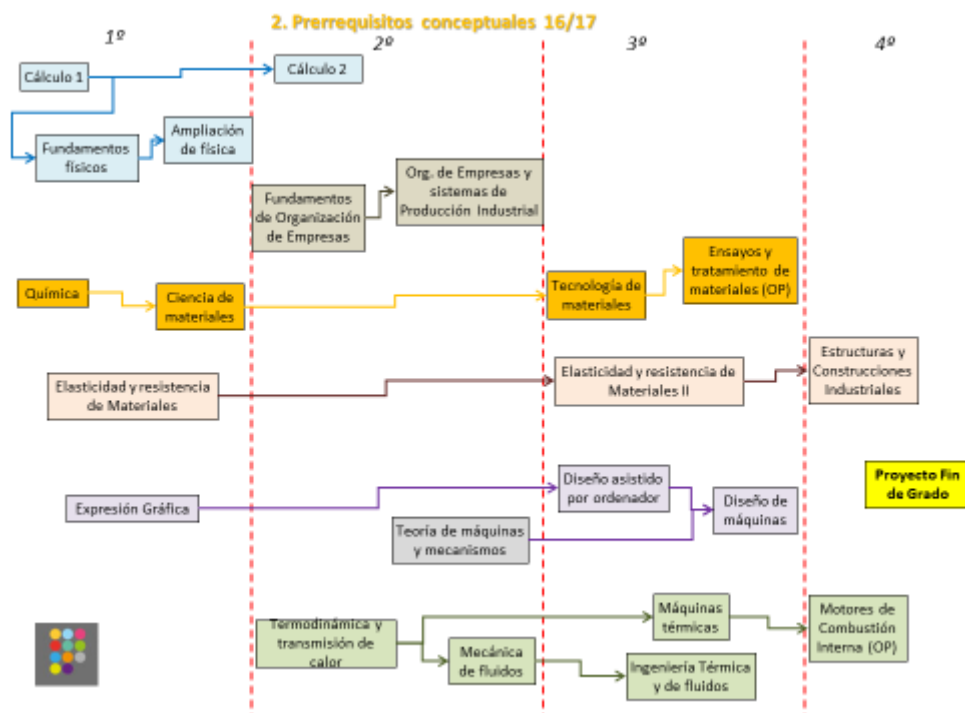 2. Prerrequisitos conceptuales 16/17
1º
2º
3º
4º
Cálculo 1
Cálculo 2
Fundamentos
físicos
Ampliación
de física
Fundamentos
de Organización
de Empresas
Org. de Empresas y
sistemas de
Producción Industrial
Química
Ciencia de
materiales
Tecnología de
materiales
Ensayos y
tratamiento de
materiales (OP)
Elasticidad y resistencia
de Materiales
Elasticidad y resistencia de
Materiales II
Estructuras y
Construcciones
Industriales
Expresión Gráfica
Diseño asistido
por ordenador
Teoría de máquinas
y mecanismos
Diseño de
máquinas
Proyecto Fin
de Grado
Termodinámica y
transmisión de
calor
Mecánica
de fluidos
Máquinas
térmicas
Ingeniería Térmica
y de fluidos
Motores de
Combustión
Interna (OP)